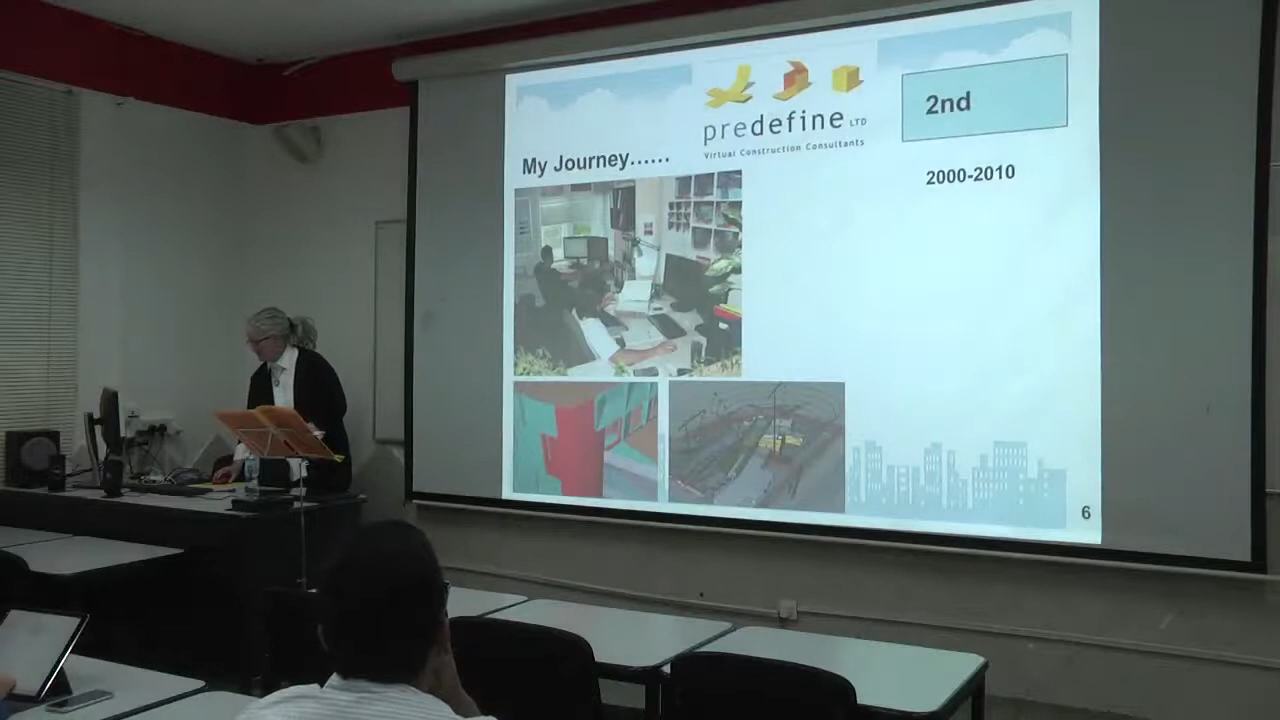 predefine LTD
Virtual Construction Consultants
2nd
My Journey......
2000-2010
6